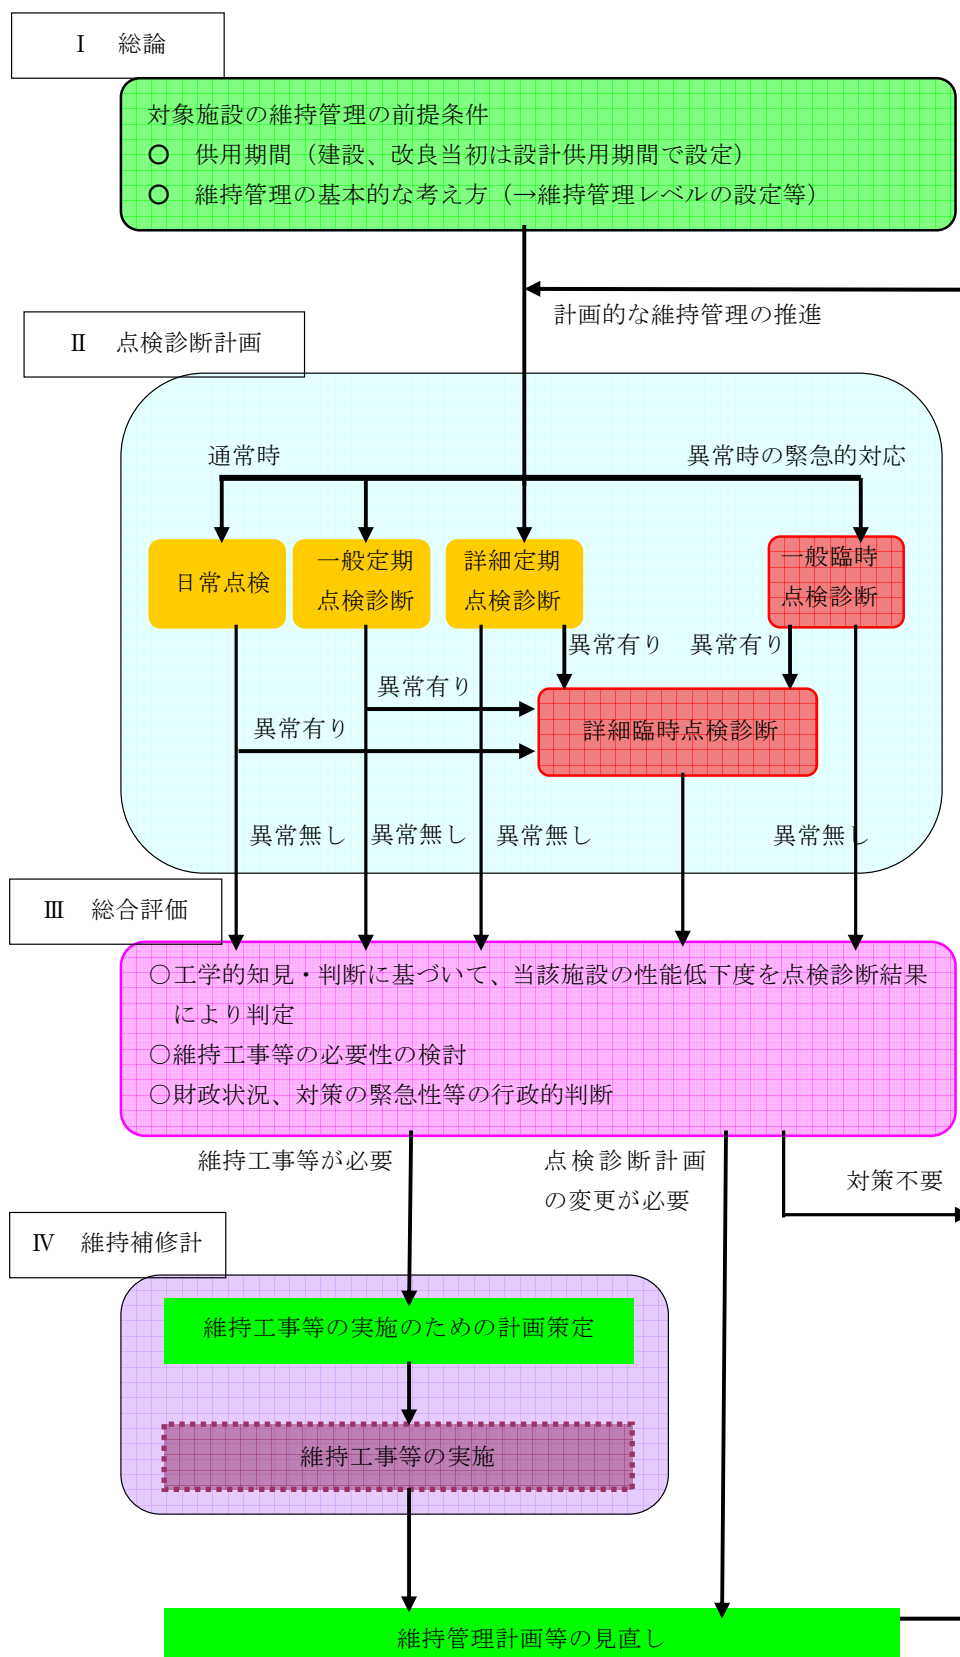 Ⅰ　総論
対象施設の維持管理の前提条件
○　供用期間（建設、改良当初は設計供用期間で設定）
○　維持管理の基本的な考え方（→維持管理レベルの設定等）
計画的な維持管理の推進
Ⅱ　点検診断計画
通常時
異常時の緊急的対応
日常点検
一般定期
点検診断
詳細定期
点検診断
一般臨時
点検診断
異常有り
異常有り
異常有り
異常有り
詳細臨時点検診断
異常無し
異常無し
異常無し
異常無し
Ⅲ　総合評価
○工学的知見・判断に基づいて、当該施設の性能低下度を点検診断結果
により判定
○維持工事等の必要性の検討
○財政状況、対策の緊急性等の行政的判断
維持工事等が必要
点検診断計画
の変更が必要
対策不要
Ⅳ　維持補修計
維持工事等の実施のための計画策定
維持工事等の実施
維持管理計画等の見直し